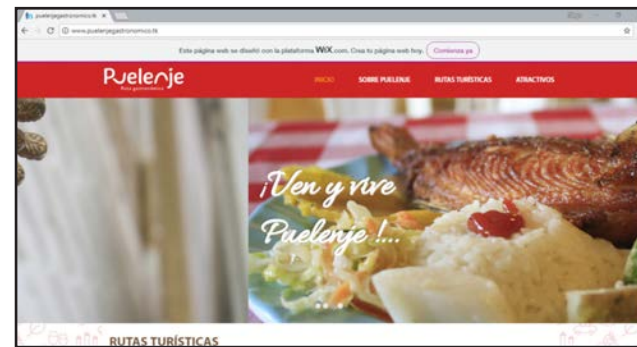 puelenjegastronomico.tk
www.puelenjegastronomico.tk
Este página web se diseñó con la plataforma WiX.com. Crea tu página web hoy. Comienza ya
Puelenje
Ruta gastronómica
INICIO SOBRE PUELENJE RUTAS TURÍSTICAS ATRACTIVOS
¡Ven y vive
Puelenje !...
RUTAS TURÍSTICAS